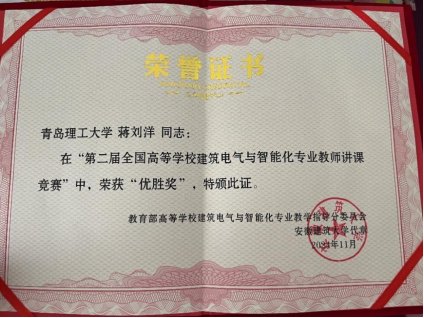 荣誉证书
青岛理工大学 蒋刘洋 同志：
在“第二届全国高等学校建筑电气与智能化专业教师讲课
竞赛”中，荣获“优胜奖”，特颁此证。
教育部高等学校建筑电气与智能化专业教学指导分委员会
安徽建筑大学代章
11月